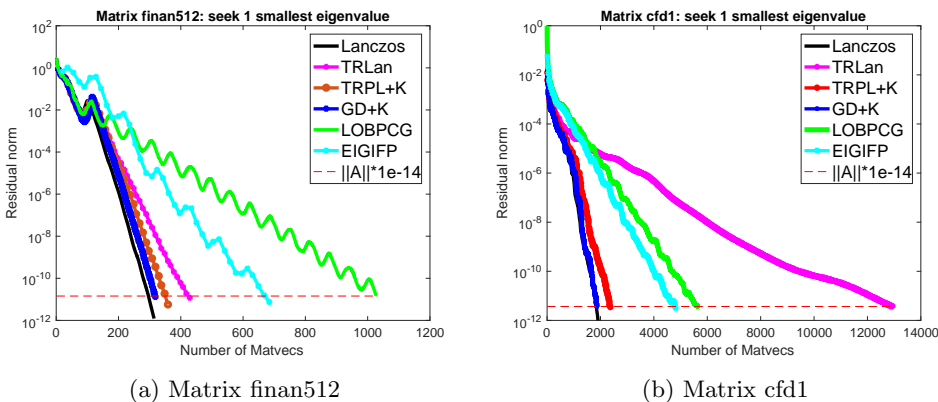 Matrix finan512: seek 1 smallest eigenvalue
10^2
10^0
10^-2
10^-4
10^-6
10^-8
10^-10
10^-12
Residual norm
0 200 400 600 800 1000 1200
Number of Matvecs
Lanczos
TRLan
TRPL+K
GD+K
LOBPCG
EIGIFP
||A||*1e-14
(a) Matrix finan512
Matrix cfd1: seek 1 smallest eigenvalue
10^0
10^-2
10^-4
10^-6
10^-8
10^-10
10^-12
Residual norm
0 2000 4000 6000 8000 10000 12000 14000
Number of Matvecs
Lanczos
TRLan
TRPL+K
GD+K
LOBPCG
EIGIFP
||A||*1e-14
(b) Matrix cfd1